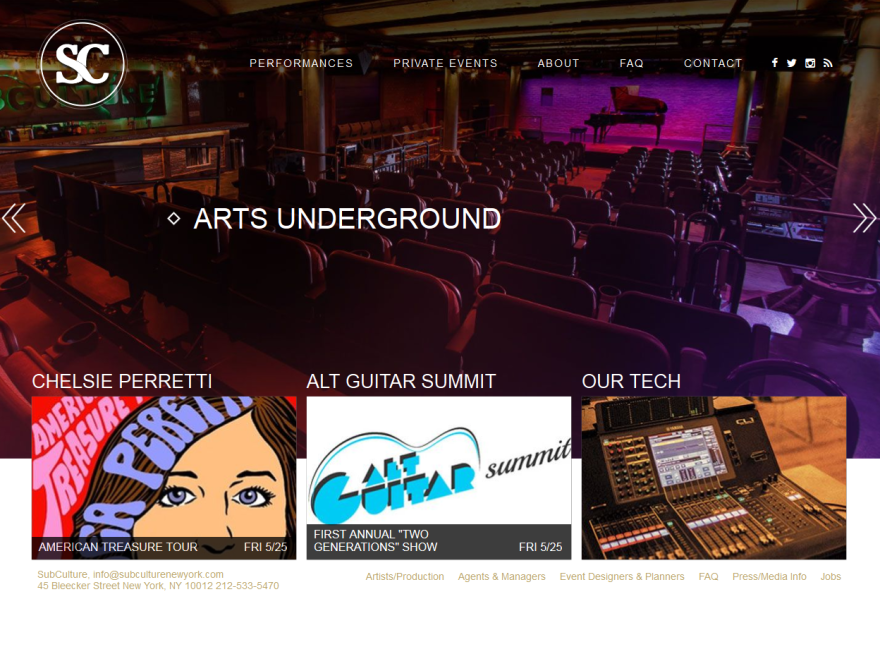 SC
PERFORMANCES
PRIVATE EVENTS
ABOUT
FAQ
CONTACT
ARTS UNDERGROUND
CHELSIE PERRETTI
ALT GUITAR SUMMIT
OUR TECH
AMERI
TREASURE T
A PERETT
AMERICAN TREASURE TOUR
FRI 5/25
ALT
GUITAR
summit
FIRST ANNUAL "TWO
GENERATIONS" SHOW
FRI 5/25
SubCulture, info@subculturenewyork.com
45 Bleecker Street New York, NY 10012 212-533-5470
Artists/Production
Agents & Managers
Event Designers & Planners
FAQ
Press/Media Info
Jobs